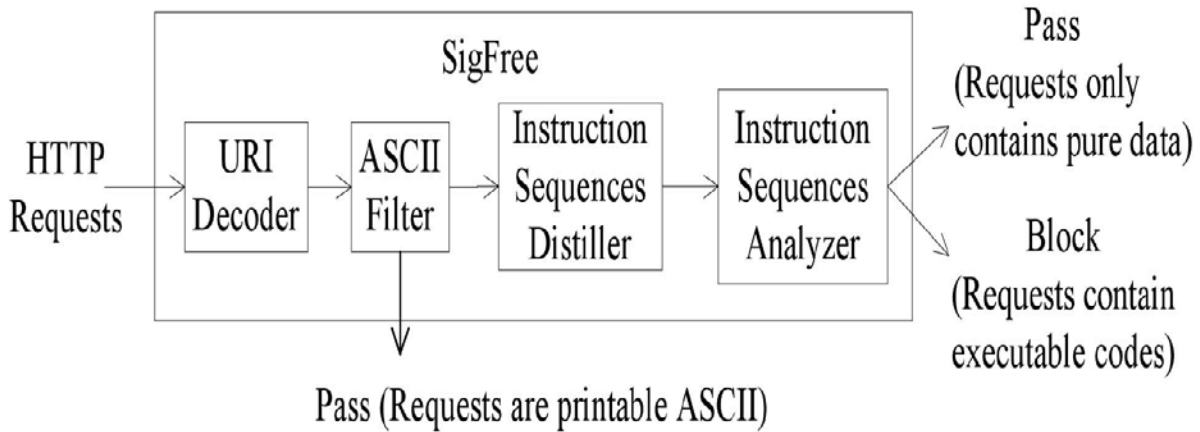 SigFree
HTTP
Requests
URI
Decoder
ASCII
Filter
Instruction
Sequences
Distiller
Instruction
Sequences
Analyzer
Pass
(Requests only
contains pure data)
Block
(Requests contain
executable codes)
Pass (Requests are printable ASCII)